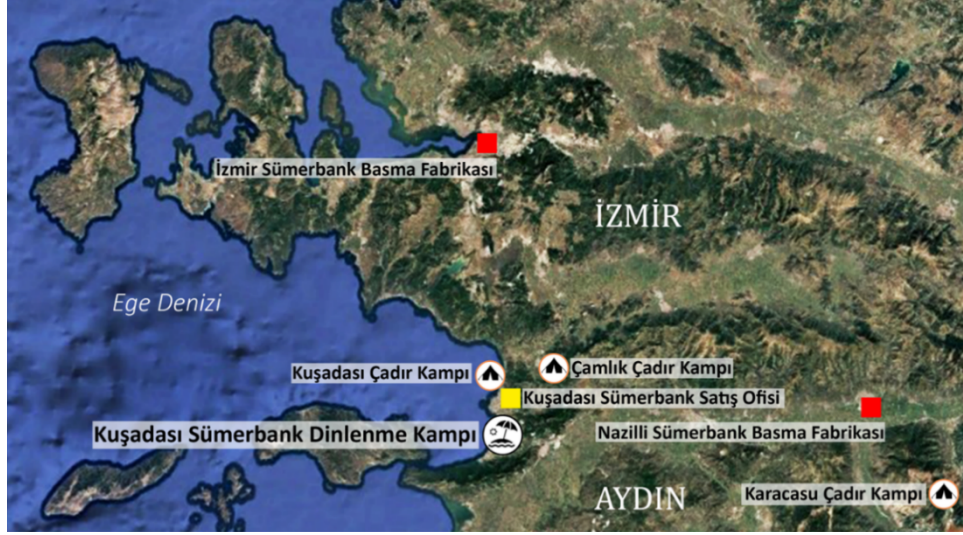 İzmir Sümerbank Basma Fabrikası
İZMİR
Ege Denizi
Kuşadası Çadır Kampı
Çamlık Çadır Kampı
Kuşadası Sümerbank Satış Ofisi
Kuşadası Sümerbank Dinlenme Kampı
Nazilli Sümerbank Basma Fabrikası
AYDIN
Karacasu Çadır Kampı